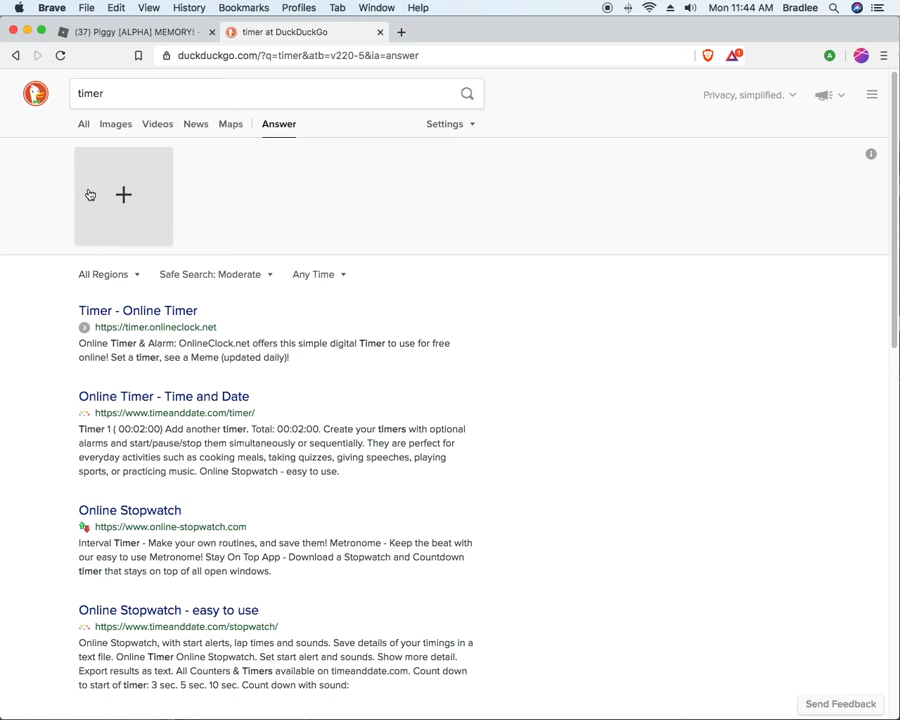 Brave File Edit View History Bookmarks Profiles Tab Window Help Mon 11:44 AM Bradlee
(37) Piggy [ALPHA] MEMORY! - timer at DuckDuckGo
duckduckgo.com/?q=timer&atb=v220-5&ia=answer 1 A
timer
Privacy, simplified.
All Images Videos News Maps Answer Settings
All Regions Safe Search: Moderate Any Time
Timer - Online Timer
https://timer.onlineclock.net
Online Timer & Alarm: OnlineClock.net offers this simple digital Timer to use for free
online! Set a timer, see a Meme (updated daily)!
Online Timer - Time and Date
https://www.timeanddate.com/timer/
Timer 1 ( 00:02:00) Add another timer. Total: 00:02:00. Create your timers with optional
alarms and start/pause/stop them simultaneously or sequentially. They are perfect for
everyday activities such as cooking meals, taking quizzes, giving speeches, playing
sports, or practicing music. Online Stopwatch - easy to use.
Online Stopwatch
https://www.online-stopwatch.com
Interval Timer - Make your own routines, and save them! Metronome - Keep the beat with
our easy to use Metronome! Stay On Top App - Download a Stopwatch and Countdown
timer that stays on top of all open windows.
Online Stopwatch - easy to use
https://www.timeanddate.com/stopwatch/
Online Stopwatch, with start alerts, lap times and sounds. Save details of your timings in a
text file. Online Timer Online Stopwatch. Set start alert and sounds. Show more detail.
Export results as text. All Counters & Timers available on timeanddate.com. Count down
to start of timer: 3 sec. 5 sec. 10 sec. Count down with sound:
Send Feedback